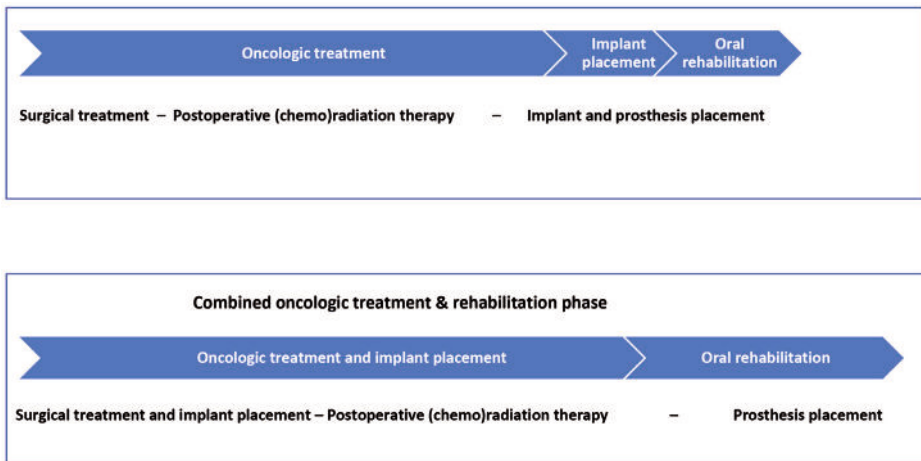 Oncologic treatment
Implant
placement
Oral
rehabilitation
Surgical treatment – Postoperative (chemo)radiation therapy – Implant and prosthesis placement
Combined oncologic treatment & rehabilitation phase
Oncologic treatment and implant placement
Oral rehabilitation
Surgical treatment and implant placement – Postoperative (chemo)radiation therapy – Prosthesis placement